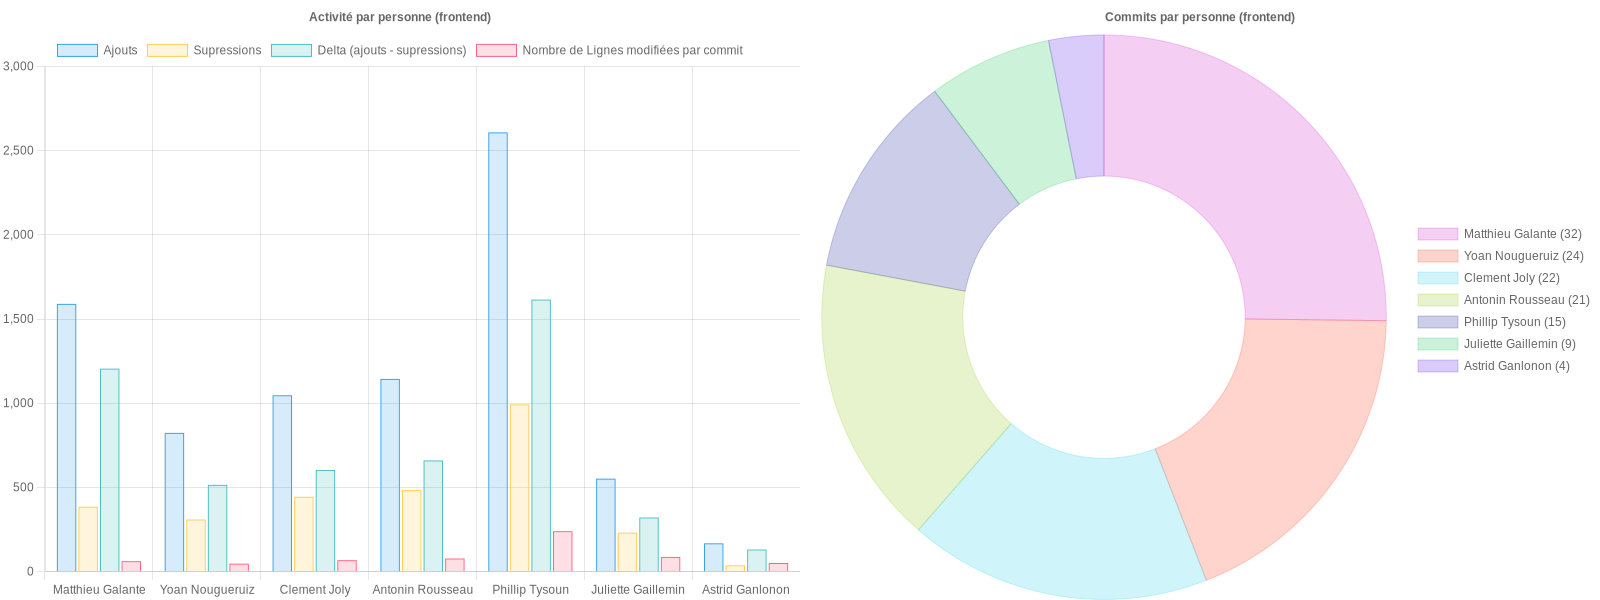 Activité par personne (frontend)
Ajouts
Supressions
Delta (ajouts - supressions)
Nombre de Lignes modifiées par commit
3,000
2,500
2,000
1,500
1,000
500
0
Matthieu Galante
Yoan Nougueruiz
Clement Joly
Antonin Rousseau
Phillip Tysoun
Juliette Gaillemin
Astrid Ganlonon
Commits par personne (frontend)
Matthieu Galante (32)
Yoan Nougueruiz (24)
Clement Joly (22)
Antonin Rousseau (21)
Phillip Tysoun (15)
Juliette Gaillemin (9)
Astrid Ganlonon (4)